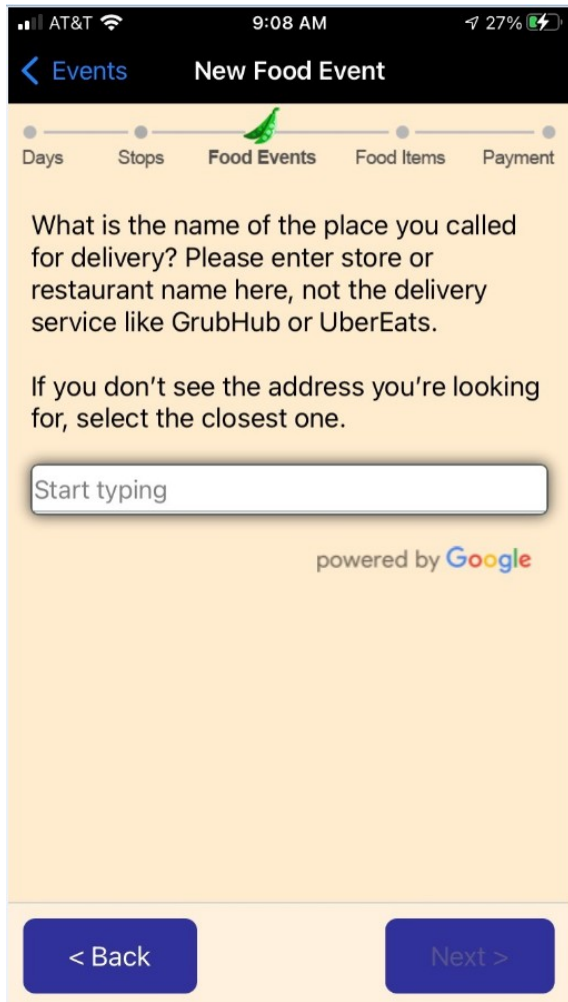 AT&T 9:08 AM 27%
Events New Food Event
Days Stops Food Events Food Items Payment
What is the name of the place you called
for delivery? Please enter store or
restaurant name here, not the delivery
service like GrubHub or UberEats.
If you don’t see the address you’re looking
for, select the closest one.
Start typing
powered by Google
< Back Next >